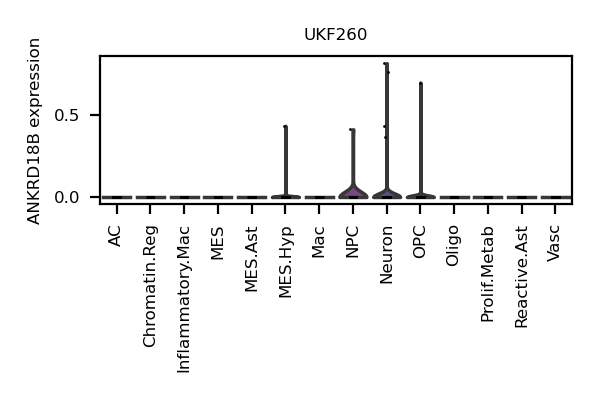 UKF260
ANKRD18B expression
0.5
0.0
AC
Chromatin.Reg
Inflammatory.Mac
MES
MES.Ast
MES.Hyp
Mac
NPC
Neuron
OPC
Oligo
Prolif.Metab
Reactive.Ast
Vasc